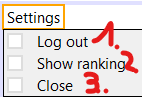 Settings
Log out 1.
Show ranking 2
Close 3.